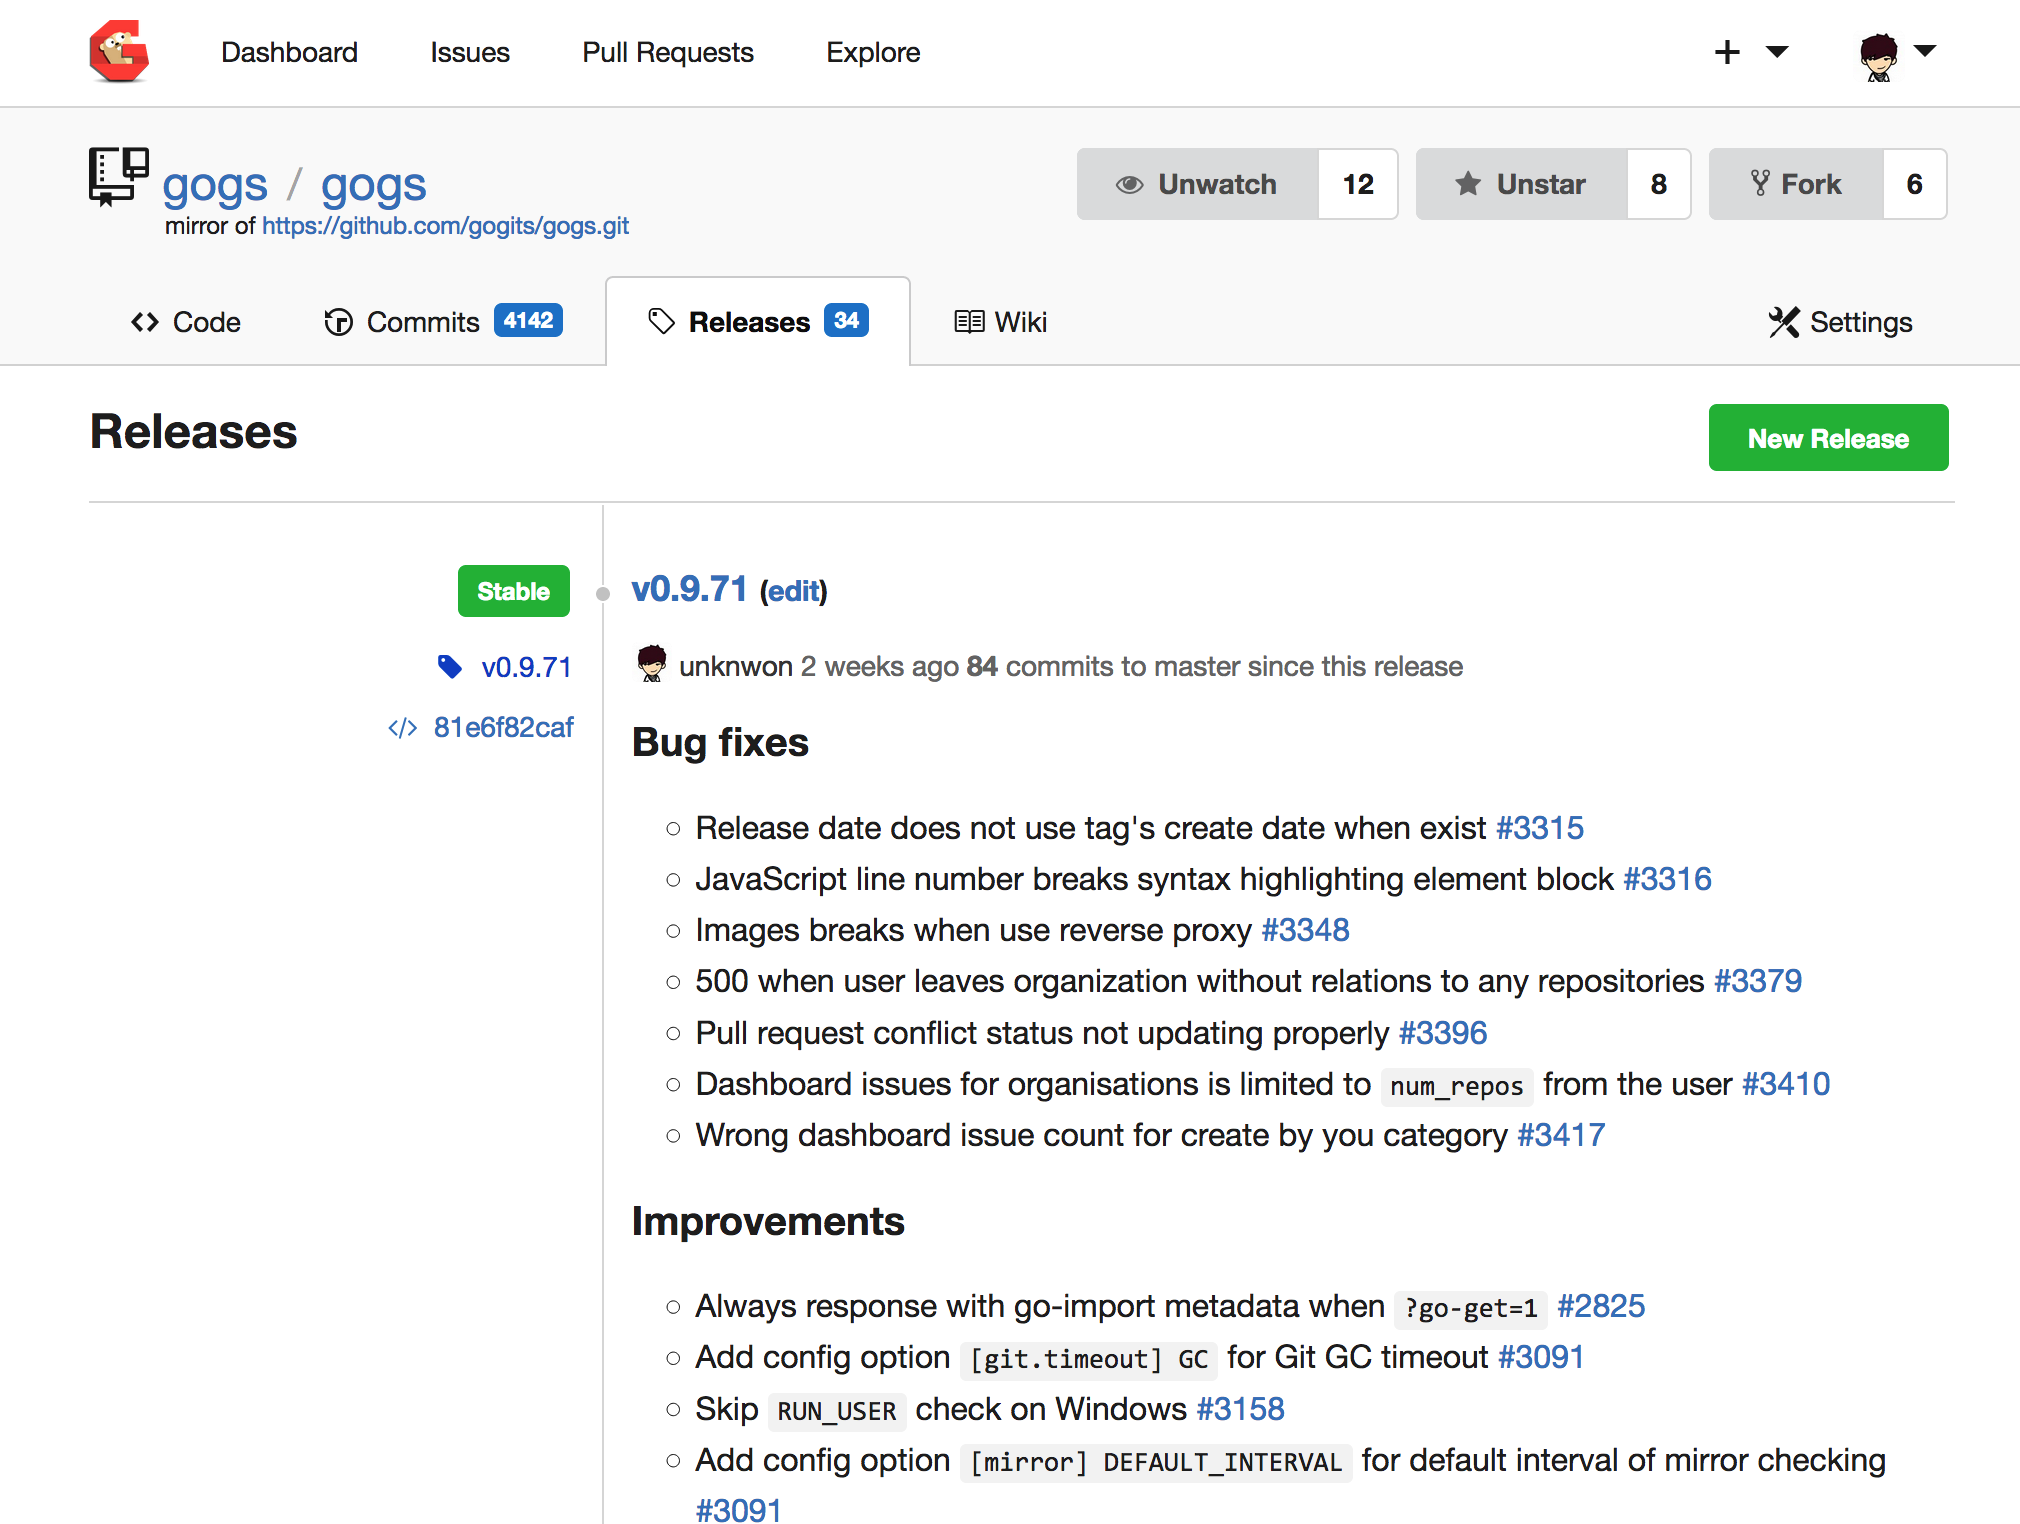 Dashboard Issues Pull Requests Explore
gogs / gogs
Unwatch 12 Unstar 8 Fork 6
mirror of https://github.com/gogits/gogs.git
Code Commits 4142 Releases 34 Wiki Settings
Releases
New Release
Stable
v0.9.71
81e6f82caf
v0.9.71 (edit)
unknwon 2 weeks ago 84 commits to master since this release
Bug fixes
Release date does not use tag's create date when exist #3315
JavaScript line number breaks syntax highlighting element block #3316
Images breaks when use reverse proxy #3348
500 when user leaves organization without relations to any repositories #3379
Pull request conflict status not updating properly #3396
Dashboard issues for organisations is limited to num_repos from the user #3410
Wrong dashboard issue count for create by you category #3417
Improvements
Always response with go-import metadata when ?go-get=1 #2825
Add config option [git.timeout] GC for Git GC timeout #3091
Skip RUN_USER check on Windows #3158
Add config option [mirror] DEFAULT_INTERVAL for default interval of mirror checking
#3091